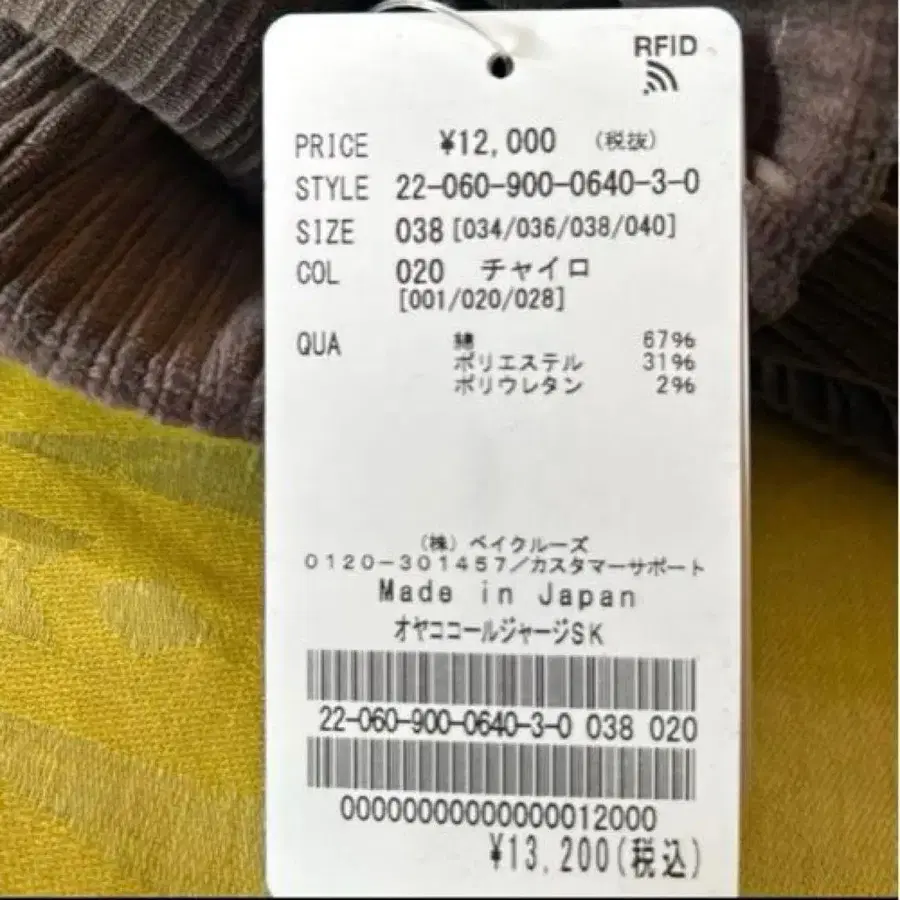 RFID
PRICE ¥12,000 (税抜)
STYLE 22-060-900-0640-3-0
SIZE 038 [034/036/038/040]
COL 020 チャイロ
[001/020/028]
QUA 綿 67%
ポリエステル 31%
ポリウレタン 2%
(株) ベイクルーズ
0120-301457/カスタマーサポート
Made in Japan
オヤココールジャージSK
22-060-900-0640-3-0 038 020
00000000000000012000
¥13,200(税込)